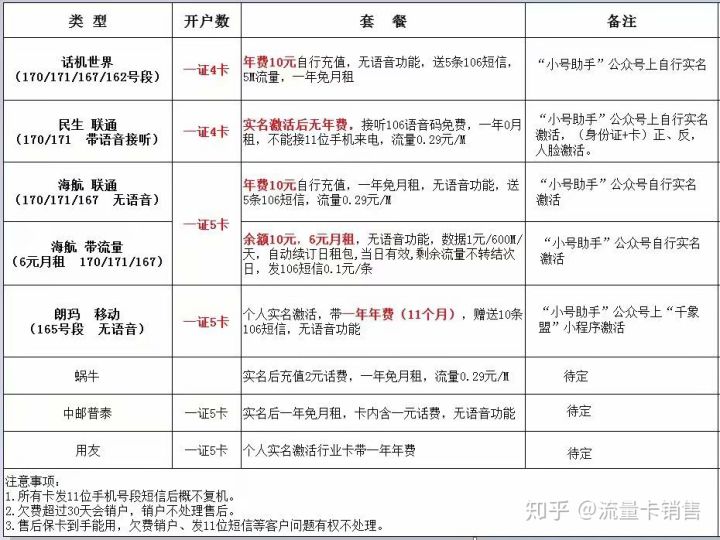 类 型
开户数
套 餐
备注
话机世界
(170/171/167/162号段)
一证4卡
年费10元自行充值，无语音功能，送5条106短信，
5M流量，一年免月租
“小号助手”公众号上自行实名
民生 联通
(170/171 带语音接听)
一证4卡
实名激活后无年费，接听106语音码免费，一年0月
租，不能接11位手机来电，流量0.29元/M
“小号助手”公众号上自行实名
激活，（身份证+卡）正、反，
人脸激活。
海航 联通
(170/171/167 无语音)
一证5卡
年费10元自行充值，一年免月租，无语音功能，送
5条106短信，流量0.29元/M
“小号助手”公众号自行实名
激活
海航 带流量
(6元月租 170/171/167)
余额10元，6元月租，无语音功能，数据1元/600M/
天，自动续订日租包,当日有效,剩余流量不转结次
日，发106短信0.1元/条
“小号助手”公众号自行实名
激活
朗玛 移动
(165号段 无语音)
一证5卡
个人实名激活，带一年年费（11个月），赠送10条
106短信，无语音功能
“小号助手”公众号上“千象
盟”小程序激活
蜗牛
实名后充值2元话费，一年免月租，流量0.29元/M
待定
中邮普泰
一证5卡
实名后一年免月租，卡内含一元话费，无语音功能
待定
用友
一证5卡
个人实名激活行业卡带一年年费
待定
注意事项：
1.所有卡发11位手机号段短信后概不复机。
2.欠费超过30天会销户，销户不处理售后。
3.售后保卡到手能用，欠费销户、发11位短信等客户问题有权不处理。
知乎 @流量卡销售